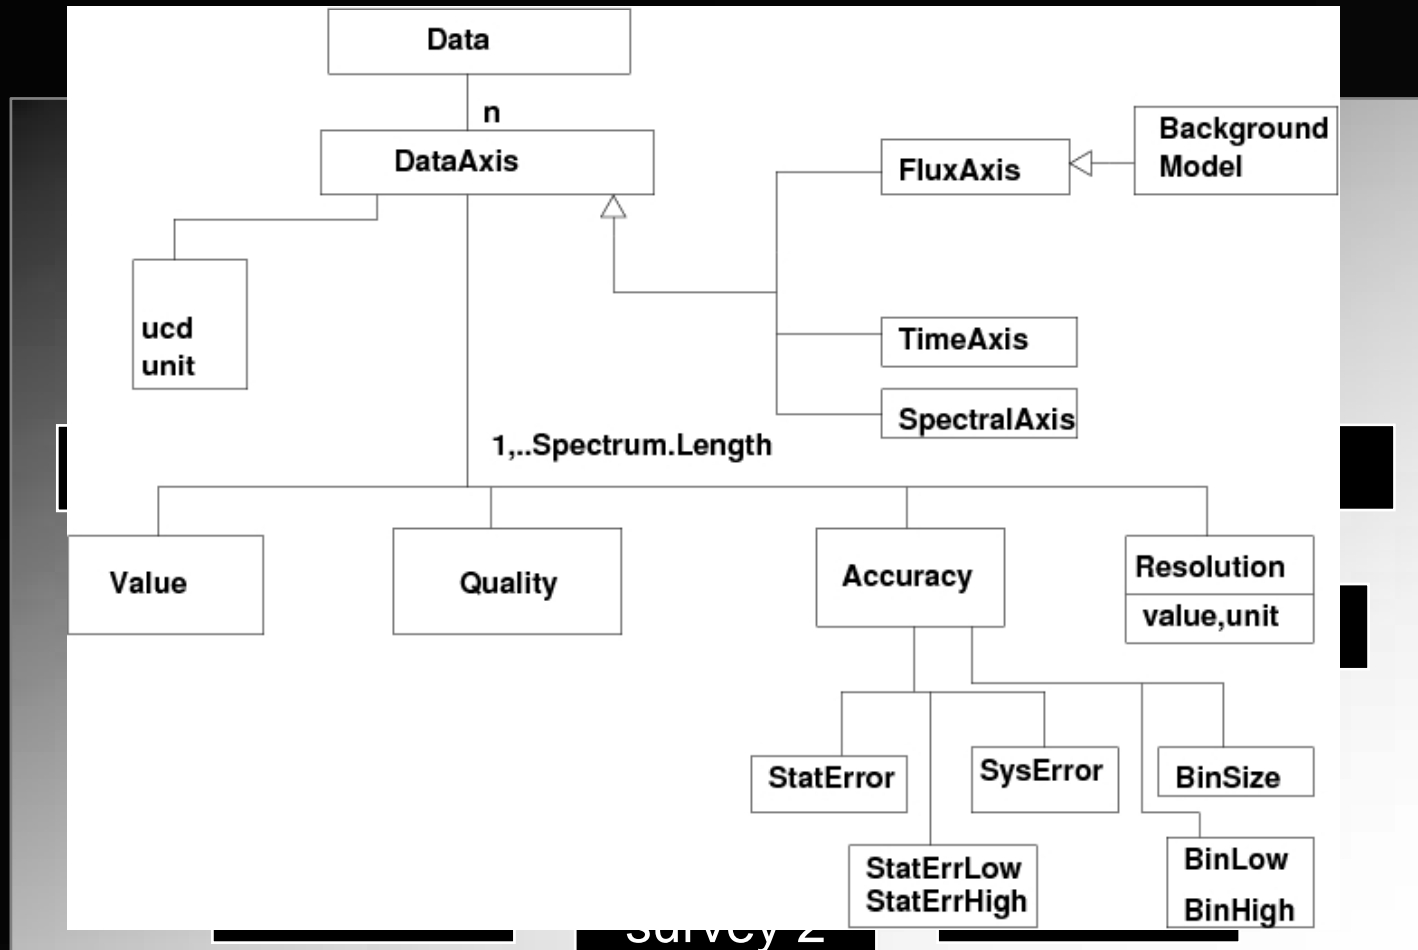 Data
n
DataAxis
FluxAxis
Background
Model
ucd
unit
TimeAxis
SpectralAxis
1,..Spectrum.Length
Value
Quality
Accuracy
Resolution
value,unit
StatError
SysError
BinSize
StatErrLow
StatErrHigh
BinLow
BinHigh
survey 2